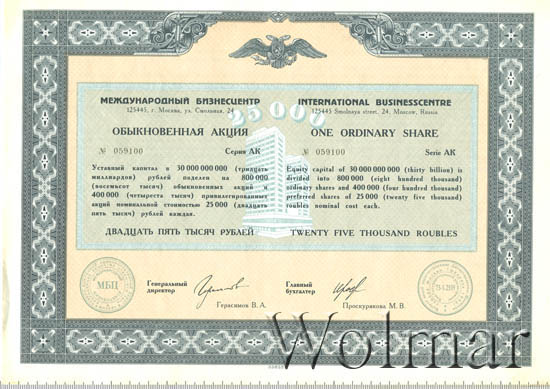 МЕЖДУНАРОДНЫЙ БИЗНЕСЦЕНТР
125445, г. Москва, ул. Смольная, 24
INTERNATIONAL BUSINESSCENTRE
125445 Smolnaya street, 24, Moscow, Russia
25000
ОБЫКНОВЕННАЯ АКЦИЯ
ONE ORDINARY SHARE
№ 059100 Серия АК
№ 059100 Serie AK
Уставный капитал в 30 000 000 000 (тридцать
миллиардов) рублей поделен на 800 000
(восемьсот тысяч) обыкновенных акций и
400 000 (четыреста тысяч) привилегированных
акций номинальной стоимостью 25 000 (двадцать
пять тысяч) рублей каждая.
Equity capital of 30 000 000 000 (thirty billion) is
divided into 800 000 (eight hundred thousand)
ordinary shares and 400 000 (four hundred thousand)
preferred shares of 25 000 (twenty five thousand)
roubles nominal cost each.
ДВАДЦАТЬ ПЯТЬ ТЫСЯЧ РУБЛЕЙ
TWENTY FIVE THOUSAND ROUBLES
МБЦ
Генеральный
директор
Герасимов В. А.
Главный
бухгалтер
Проскурякова М. В.
Wolmar